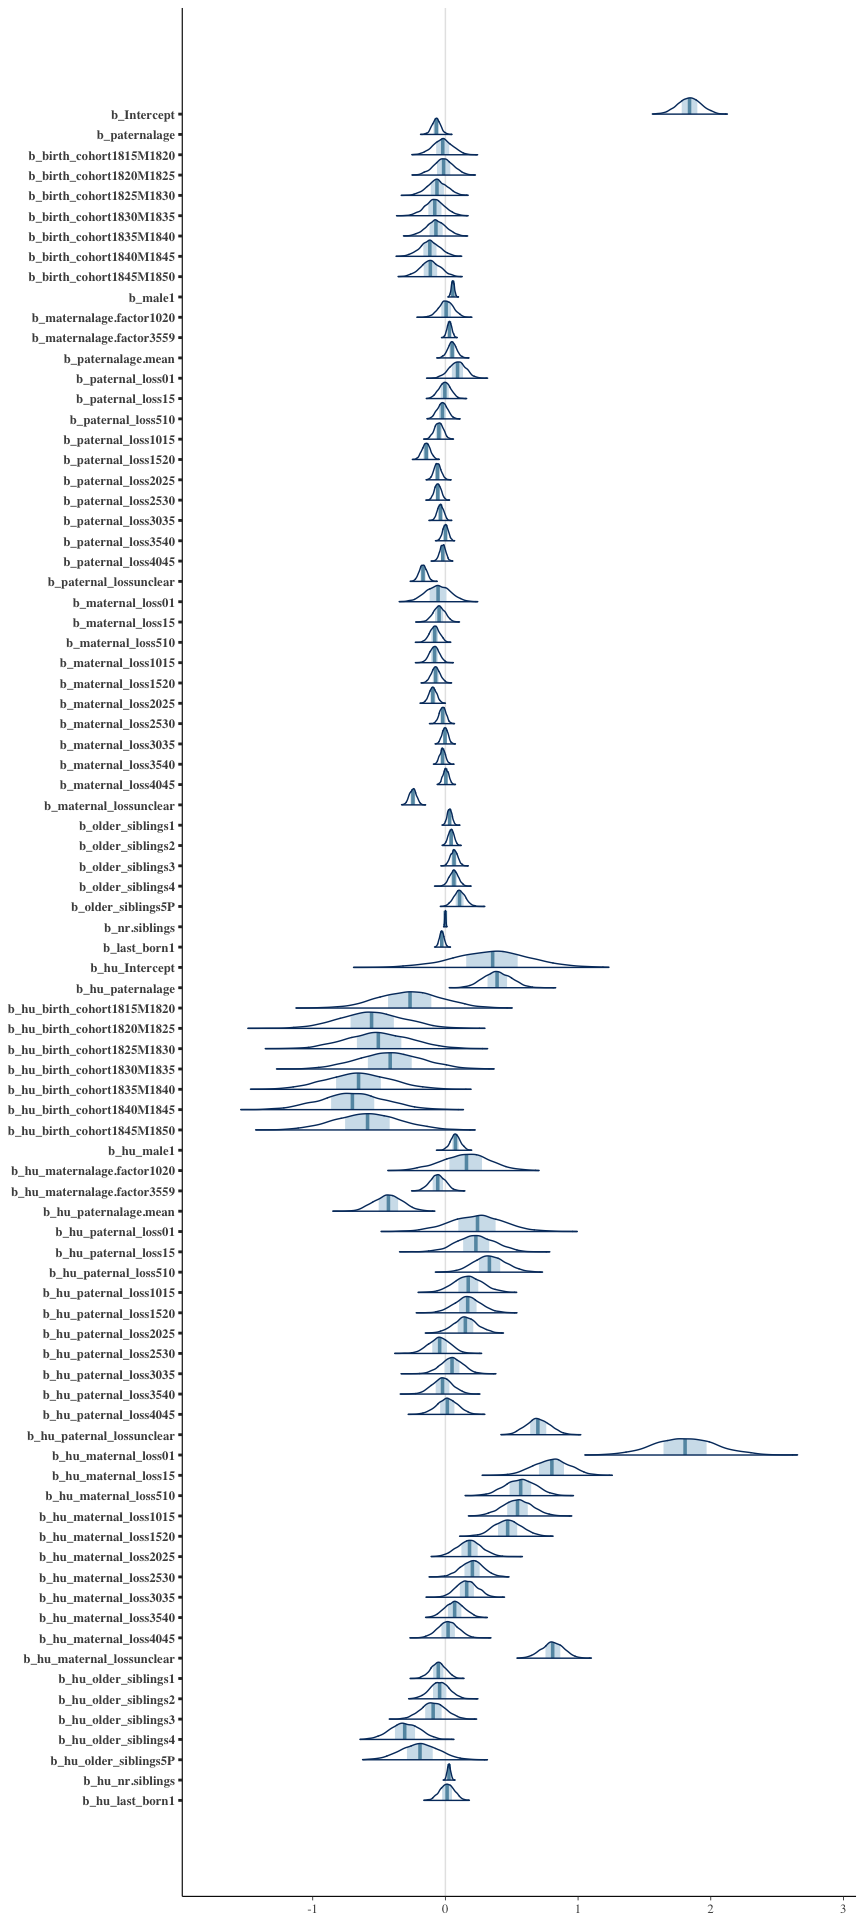 b_Intercept
b_paternalage
b_birth_cohort1815M1820
b_birth_cohort1820M1825
b_birth_cohort1825M1830
b_birth_cohort1830M1835
b_birth_cohort1835M1840
b_birth_cohort1840M1845
b_birth_cohort1845M1850
b_male1
b_maternalage.factor1020
b_maternalage.factor3559
b_paternalage.mean
b_paternal_loss01
b_paternal_loss15
b_paternal_loss510
b_paternal_loss1015
b_paternal_loss1520
b_paternal_loss2025
b_paternal_loss2530
b_paternal_loss3035
b_paternal_loss3540
b_paternal_loss4045
b_paternal_lossunclear
b_maternal_loss01
b_maternal_loss15
b_maternal_loss510
b_maternal_loss1015
b_maternal_loss1520
b_maternal_loss2025
b_maternal_loss2530
b_maternal_loss3035
b_maternal_loss3540
b_maternal_loss4045
b_maternal_lossunclear
b_older_siblings1
b_older_siblings2
b_older_siblings3
b_older_siblings4
b_older_siblings5P
b_nr.siblings
b_last_born1
b_hu_Intercept
b_hu_paternalage
b_hu_birth_cohort1815M1820
b_hu_birth_cohort1820M1825
b_hu_birth_cohort1825M1830
b_hu_birth_cohort1830M1835
b_hu_birth_cohort1835M1840
b_hu_birth_cohort1840M1845
b_hu_birth_cohort1845M1850
b_hu_male1
b_hu_maternalage.factor1020
b_hu_maternalage.factor3559
b_hu_paternalage.mean
b_hu_paternal_loss01
b_hu_paternal_loss15
b_hu_paternal_loss510
b_hu_paternal_loss1015
b_hu_paternal_loss1520
b_hu_paternal_loss2025
b_hu_paternal_loss2530
b_hu_paternal_loss3035
b_hu_paternal_loss3540
b_hu_paternal_loss4045
b_hu_paternal_lossunclear
b_hu_maternal_loss01
b_hu_maternal_loss15
b_hu_maternal_loss510
b_hu_maternal_loss1015
b_hu_maternal_loss1520
b_hu_maternal_loss2025
b_hu_maternal_loss2530
b_hu_maternal_loss3035
b_hu_maternal_loss3540
b_hu_maternal_loss4045
b_hu_maternal_lossunclear
b_hu_older_siblings1
b_hu_older_siblings2
b_hu_older_siblings3
b_hu_older_siblings4
b_hu_older_siblings5P
b_hu_nr.siblings
b_hu_last_born1
-1 0 1 2 3